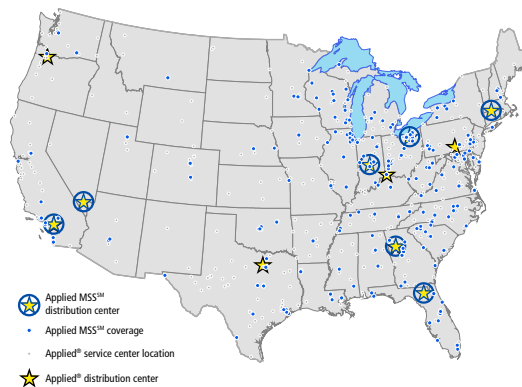 Applied MSS℠
distribution center
Applied MSS℠ coverage
Applied® service center location
Applied® distribution center